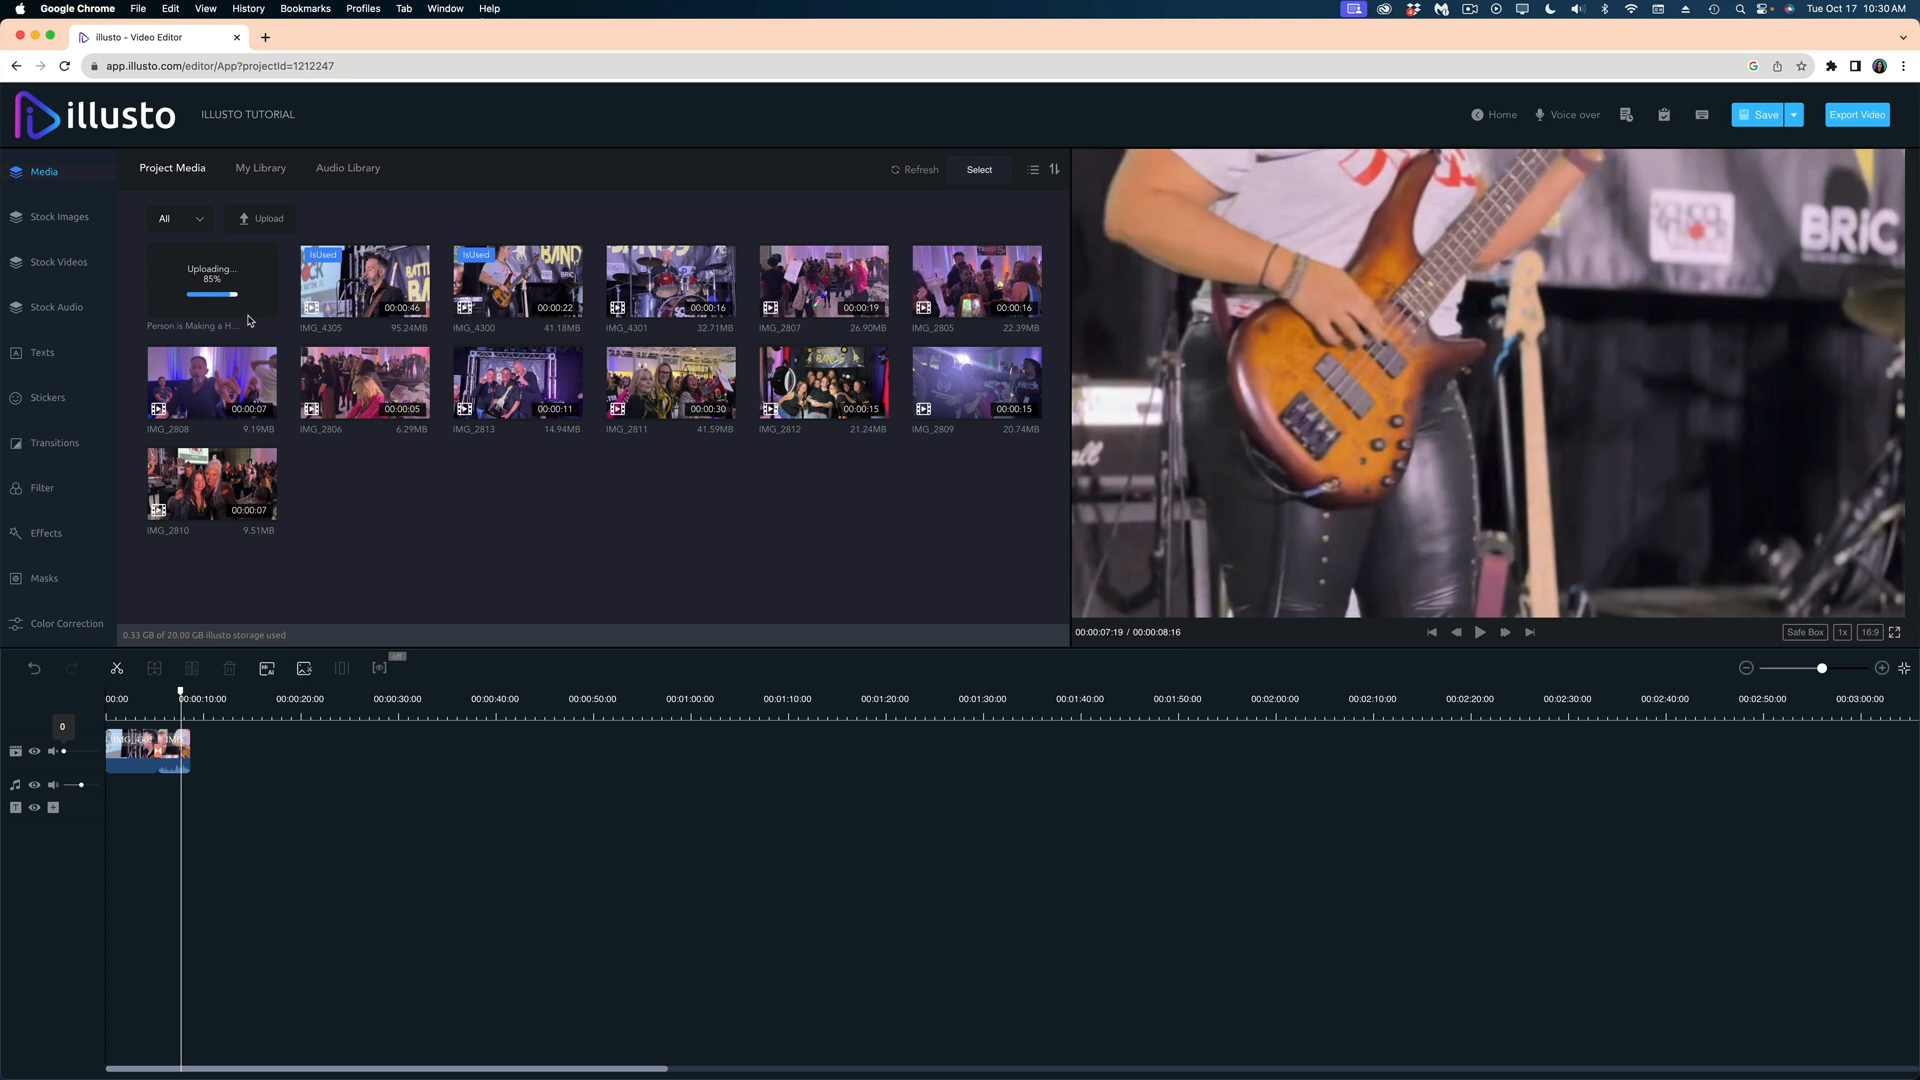 Google Chrome File Edit View History Bookmarks Profiles Tab Window Help Tue Oct 17 10:30 AM
illusto - Video Editor
app.illusto.com/editor/App?projectId=1212247
illusto ILLUSTO TUTORIAL Home Voice over Save Export Video
Media Project Media My Library Audio Library Refresh Select
All Upload
Stock Images
Stock Videos
Stock Audio
Texts
Stickers
Transitions
Filter
Effects
Masks
Color Correction
Uploading...
85%
Person is Making a H...
IsUsed 00:00:46
IMG_4305 95.24MB
IsUsed BAND BRIC 00:00:22
IMG_4300 41.18MB
00:00:16
IMG_4301 32.71MB
00:00:19
IMG_2807 26.90MB
00:00:16
IMG_2805 22.39MB
00:00:07
IMG_2808 9.19MB
00:00:05
IMG_2806 6.29MB
00:00:11
IMG_2813 14.94MB
00:00:30
IMG_2811 41.59MB
BANDS 00:00:15
IMG_2812 21.24MB
00:00:15
IMG_2809 20.74MB
00:00:07
IMG_2810 9.51MB
0.33 GB of 20.00 GB illusto storage used
SCHOOL
ROCK
BRIC
00:00:07:19 / 00:00:08:16 Safe Box 1x 16:9
AI off
00:00 00:00:10:00 00:00:20:00 00:00:30:00 00:00:40:00 00:00:50:00 00:01:00:00 00:01:10:00 00:01:20:00 00:01:30:00 00:01:40:00 00:01:50:00 00:02:00:00 00:02:10:00 00:02:20:00 00:02:30:00 00:02:40:00 00:02:50:00 00:03:00:00
0
IMG_430 IMG
T